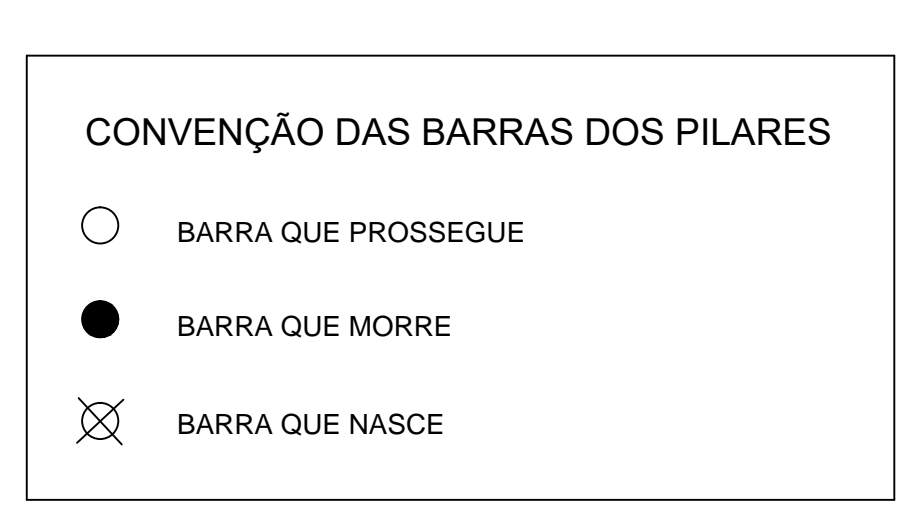 CONVENÇÃO DAS BARRAS DOS PILARES
BARRA QUE PROSSEGUE
BARRA QUE MORRE
BARRA QUE NASCE